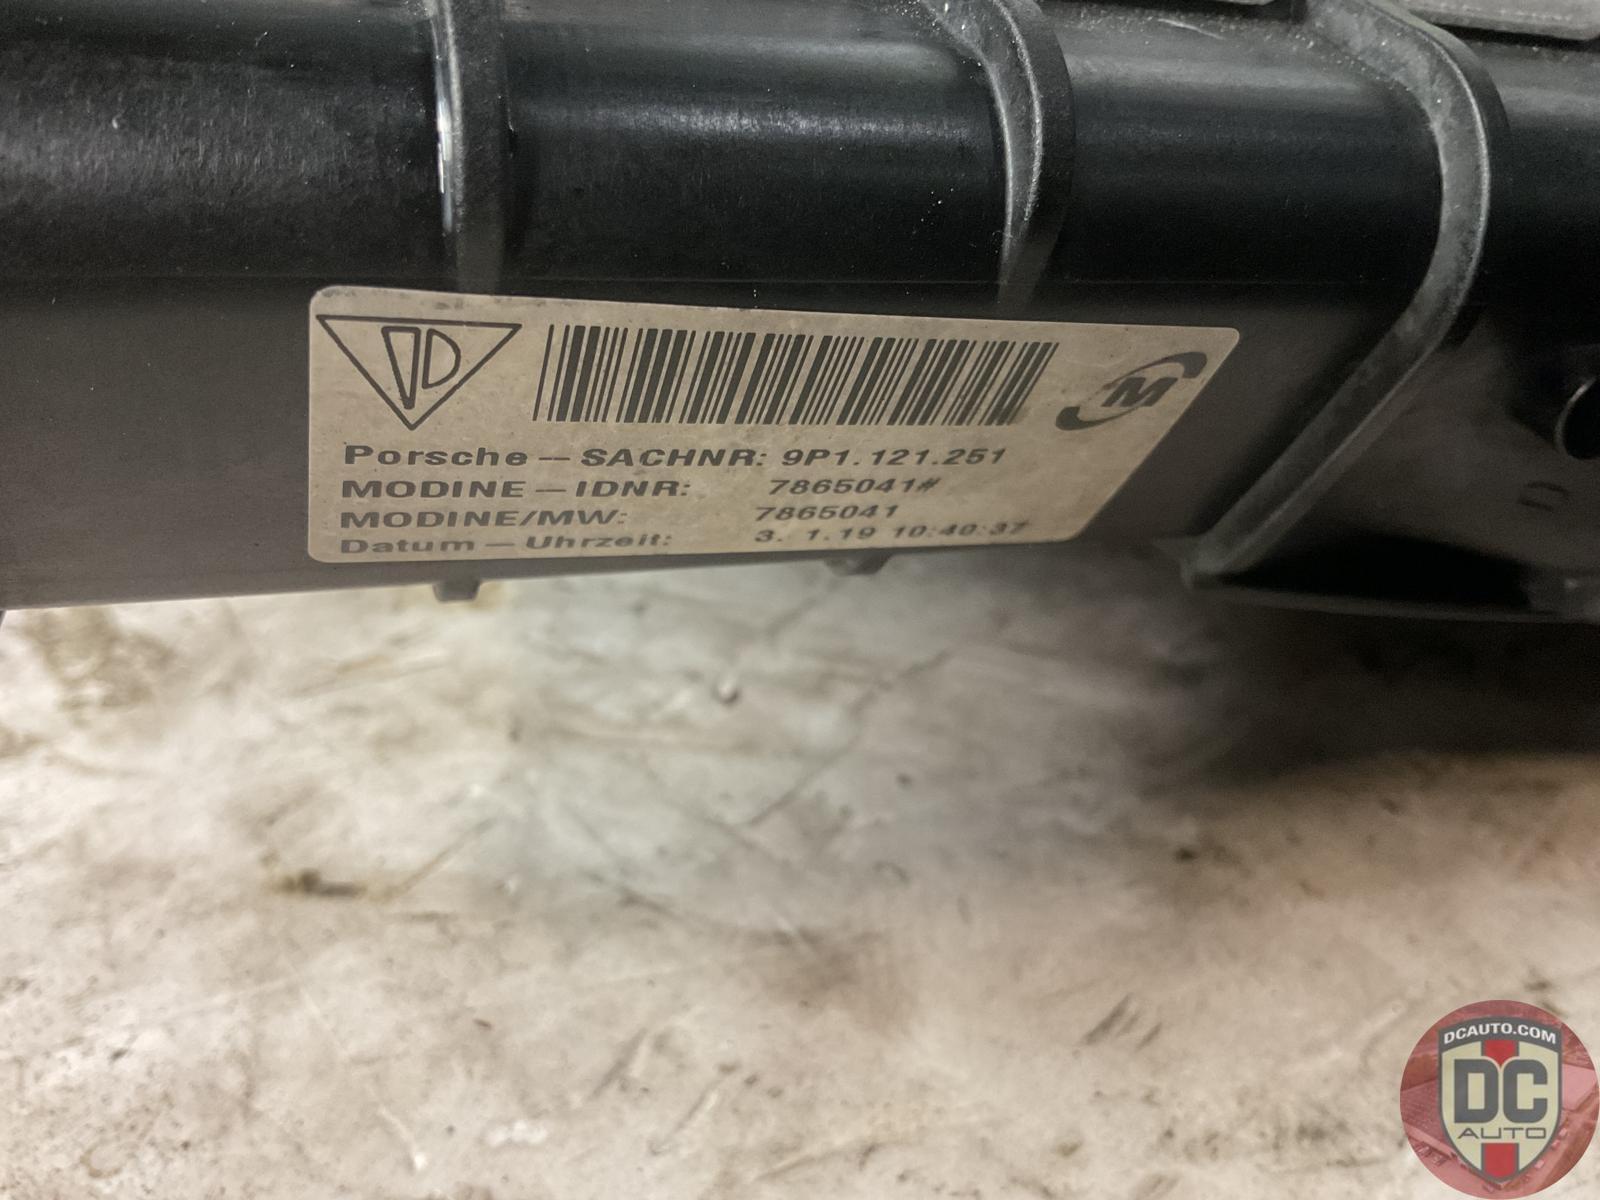 Porsche — SACHNR: 9P1.121.251
M
MODINE — IDNR: 7865041#
MODINE/MW: 7865041
Datum — Uhrzeit: 3. 1.19 10:40:37
DCAUTO.COM
DC
AUTO